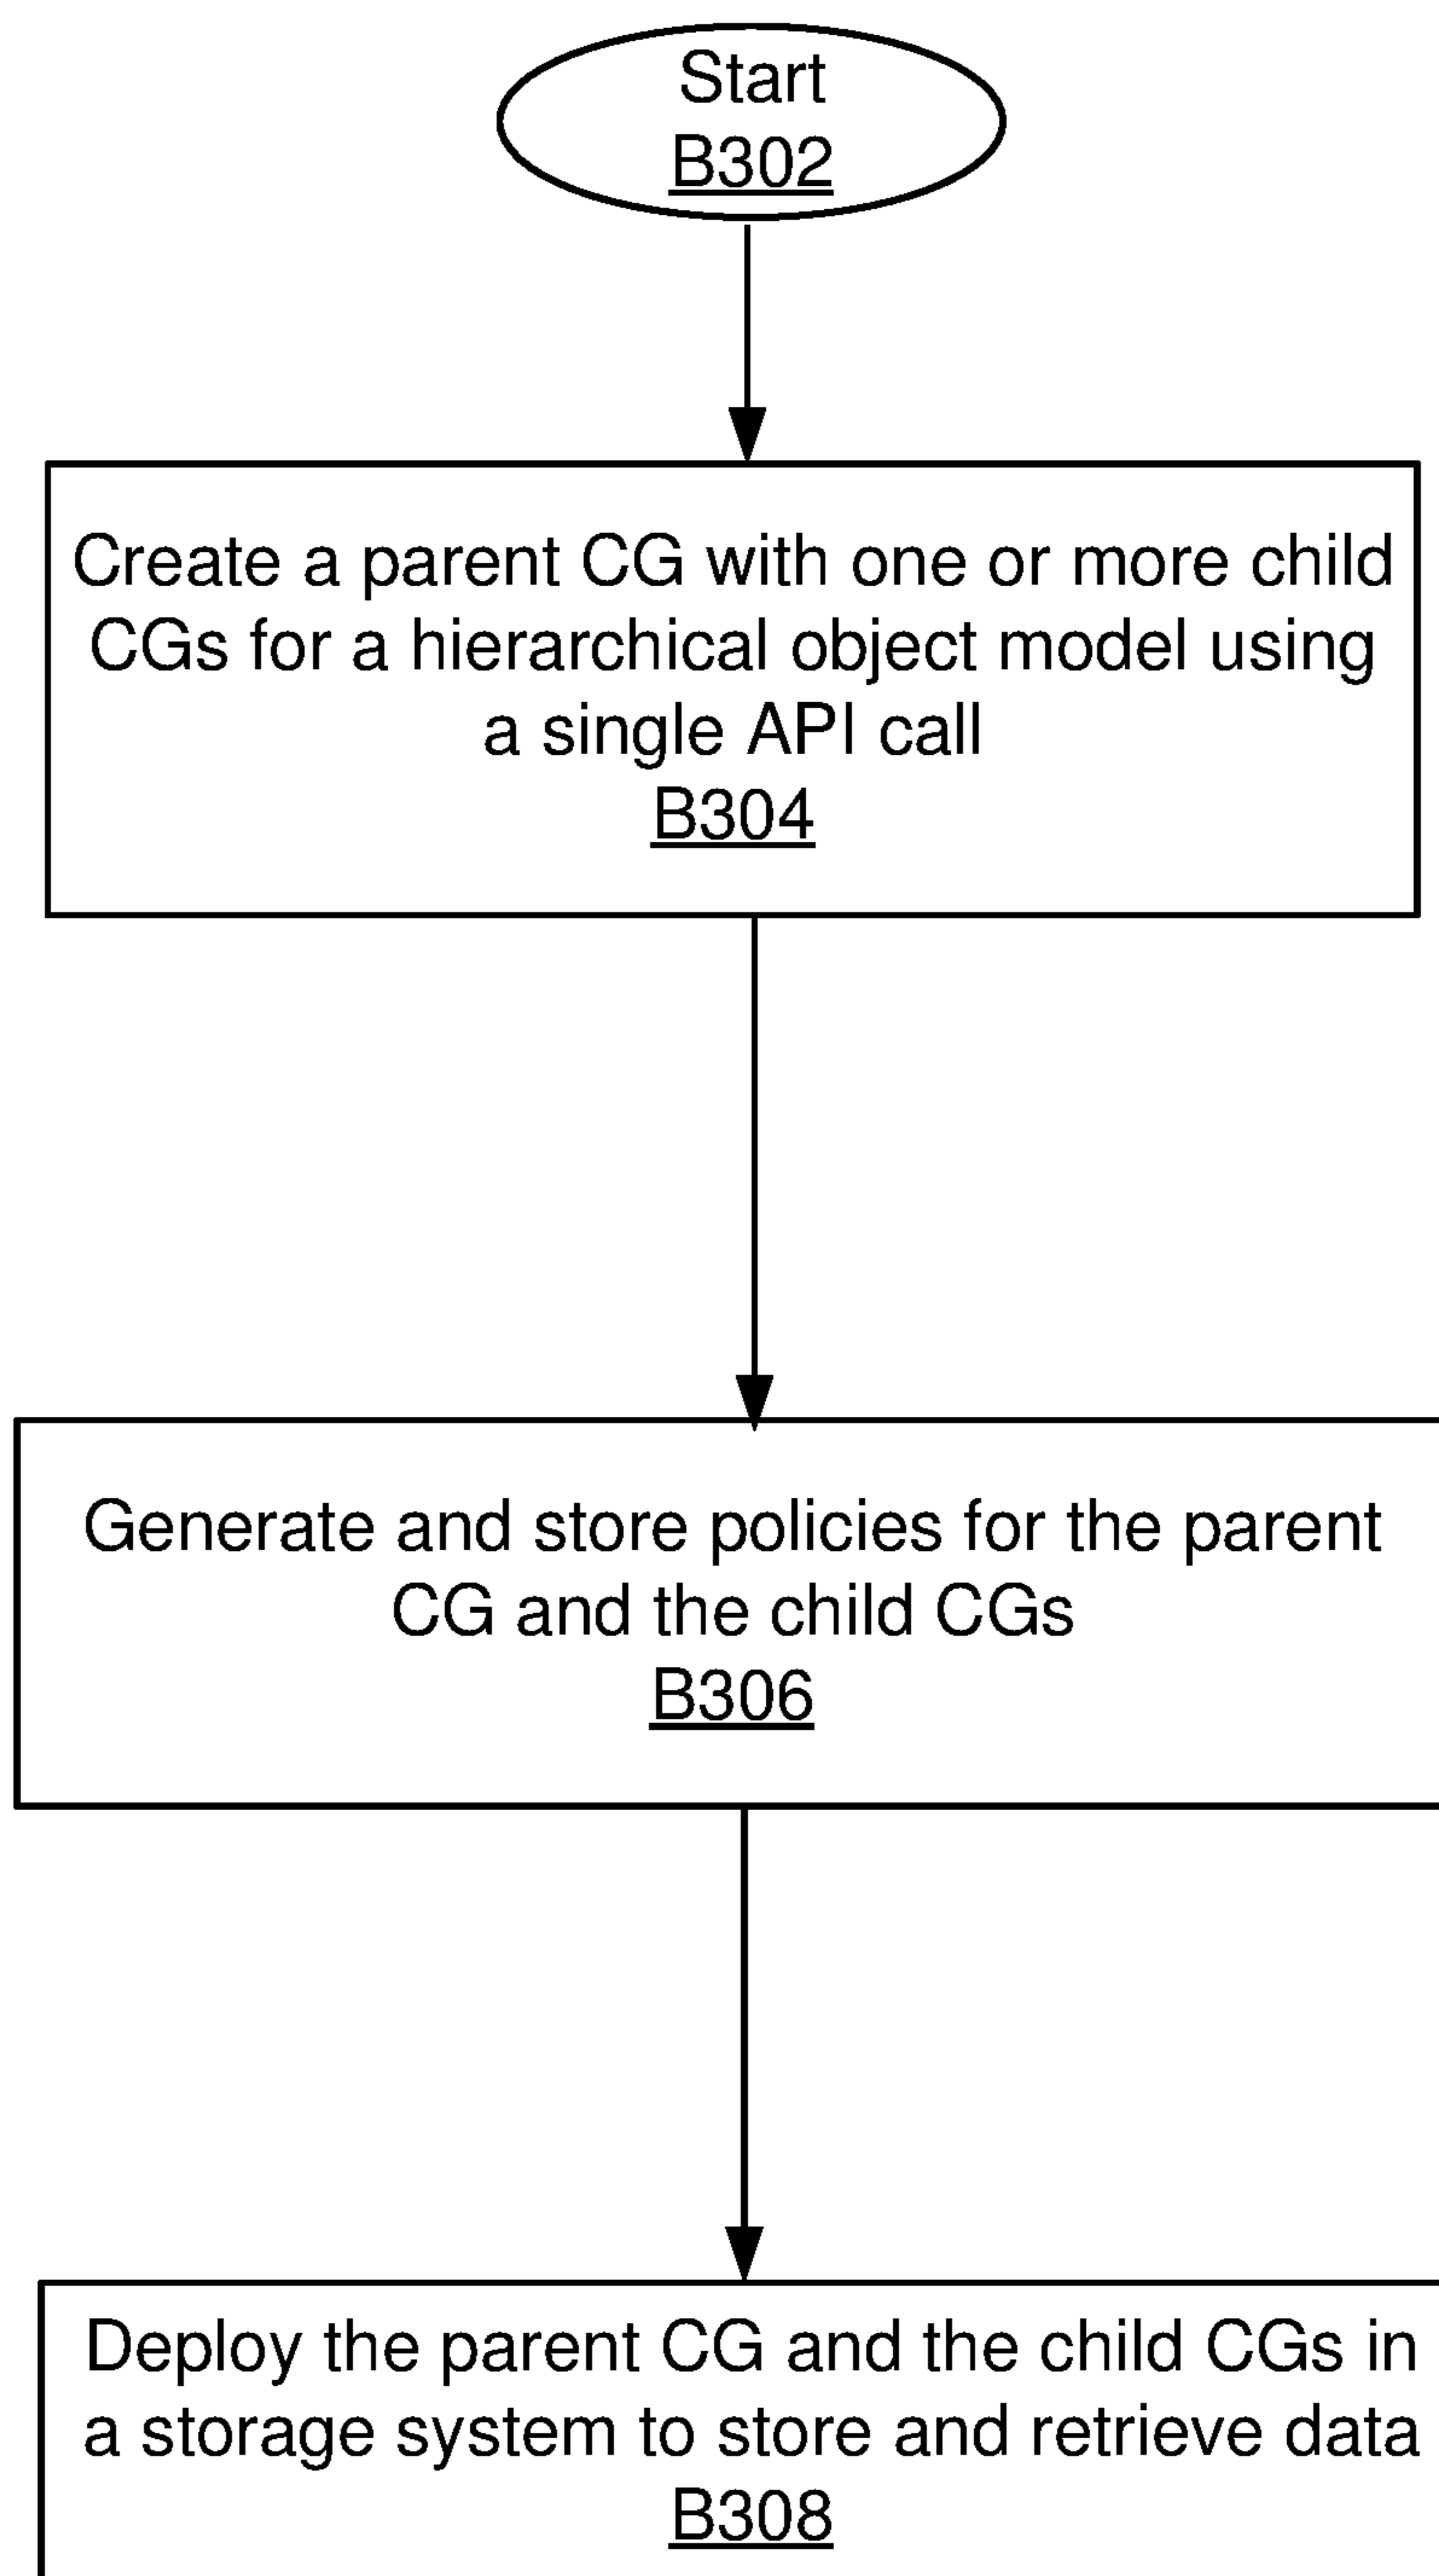 Start
B302
Create a parent CG with one or more child
CGs for a hierarchical object model using
a single API call
B304
Generate and store policies for the parent
CG and the child CGs
B306
Deploy the parent CG and the child CGs in
a storage system to store and retrieve data
B308